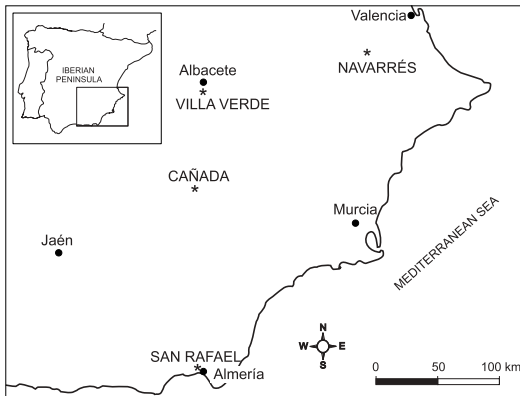 Valencia
NAVARRÉS
IBERIAN
PENINSULA
Albacete
VILLA VERDE
CAÑADA
Murcia
MEDITERRANEAN SEA
Jaén
N
W E
S
SAN RAFAEL
Almería
0 50 100 km